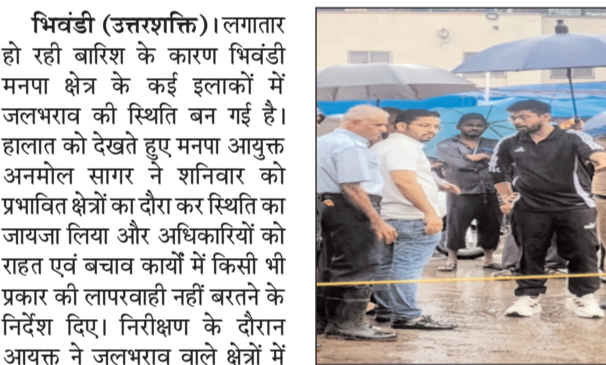 भिवंडी (उत्तरशक्ति)। लगातार
हो रही बारिश के कारण भिवंडी
मनपा क्षेत्र के कई इलाकों में
जलभराव की स्थिति बन गई है।
हालात को देखते हुए मनपा आयुक्त
अनमोल सागर ने शनिवार को
प्रभावित क्षेत्रों का दौरा कर स्थिति का
जायजा लिया और अधिकारियों को
राहत एवं बचाव कार्यों में किसी भी
प्रकार की लापरवाही नहीं बरतने के
निर्देश दिए। निरीक्षण के दौरान
आयुक्त ने जलभराव वाले क्षेत्रों में